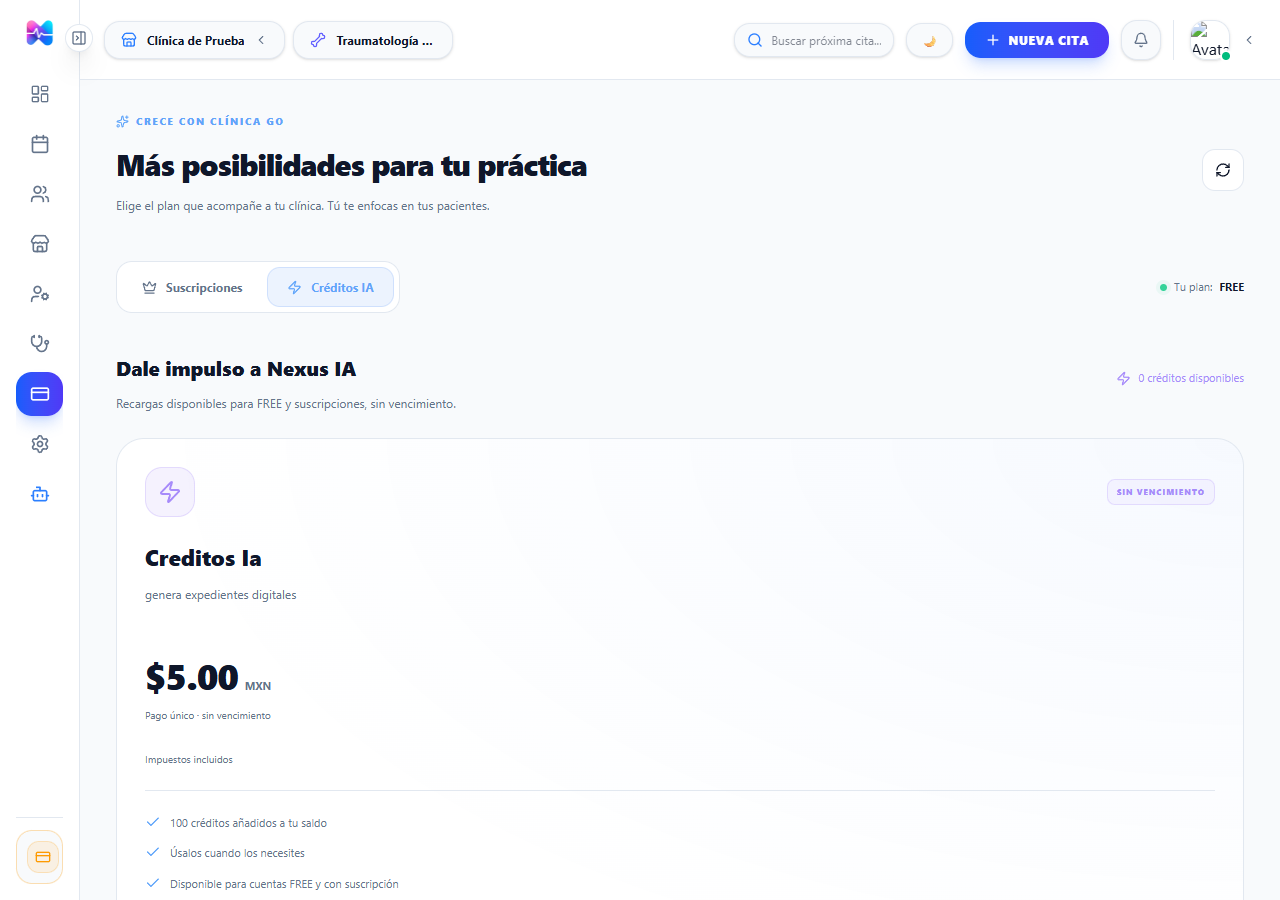 Clínica de Prueba
Traumatología ...
Buscar próxima cita...
NUEVA CITA
Avata
CRECE CON CLÍNICA GO
Más posibilidades para tu práctica
Elige el plan que acompañe a tu clínica. Tú te enfocas en tus pacientes.
Suscripciones
Créditos IA
Tu plan: FREE
Dale impulso a Nexus IA
0 créditos disponibles
Recargas disponibles para FREE y suscripciones, sin vencimiento.
SIN VENCIMIENTO
Creditos Ia
genera expedientes digitales
$5.00 MXN
Pago único · sin vencimiento
Impuestos incluidos
100 créditos añadidos a tu saldo
Úsalos cuando los necesites
Disponible para cuentas FREE y con suscripción